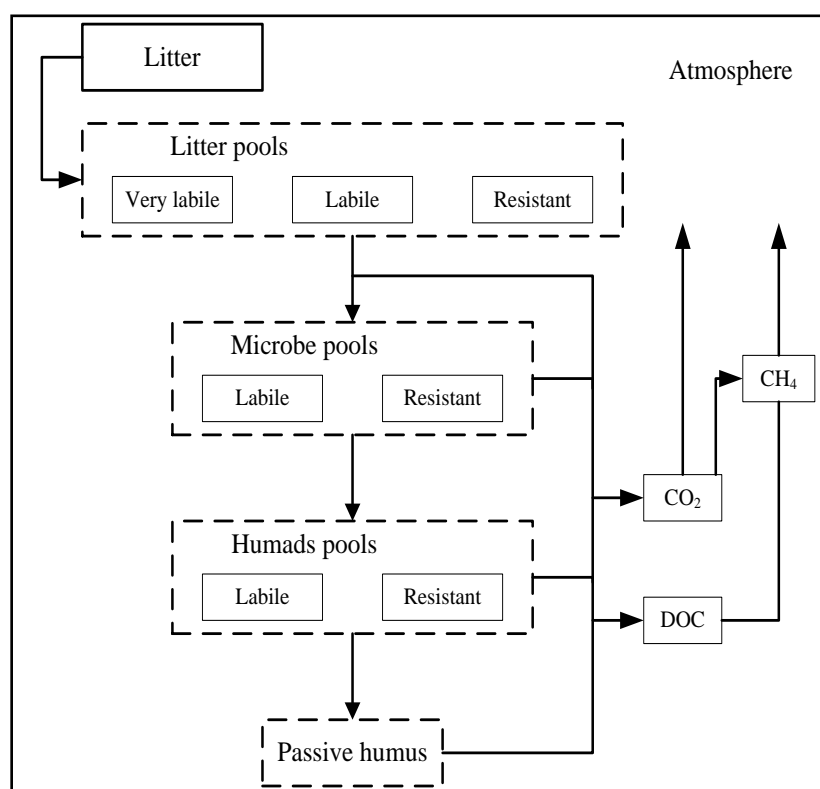 Litter
Atmosphere
Litter pools
Very labile
Labile
Resistant
Microbe pools
Labile
Resistant
CH₄
CO₂
Humads pools
Labile
Resistant
DOC
Passive humus